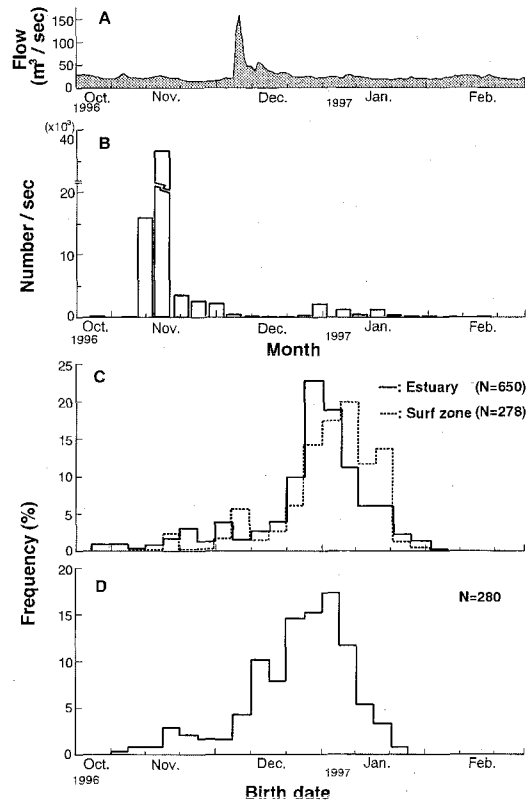 A
Flow
(m³ / sec)
150
100
50
0
Oct.
Nov.
Dec.
Jan.
Feb.
1996
1997
(x10³)
B
Number / sec
40
20
10
0
Oct.
Nov.
Dec.
1997
Jan.
Feb.
1996
Month
C
—: Estuary (N=650)
┈: Surf zone (N=278)
25
20
15
10
5
0
Frequency (%)
D
N=280
20
15
10
5
0
Oct.
Nov.
Dec.
1997
Jan.
Feb.
1996
Birth date